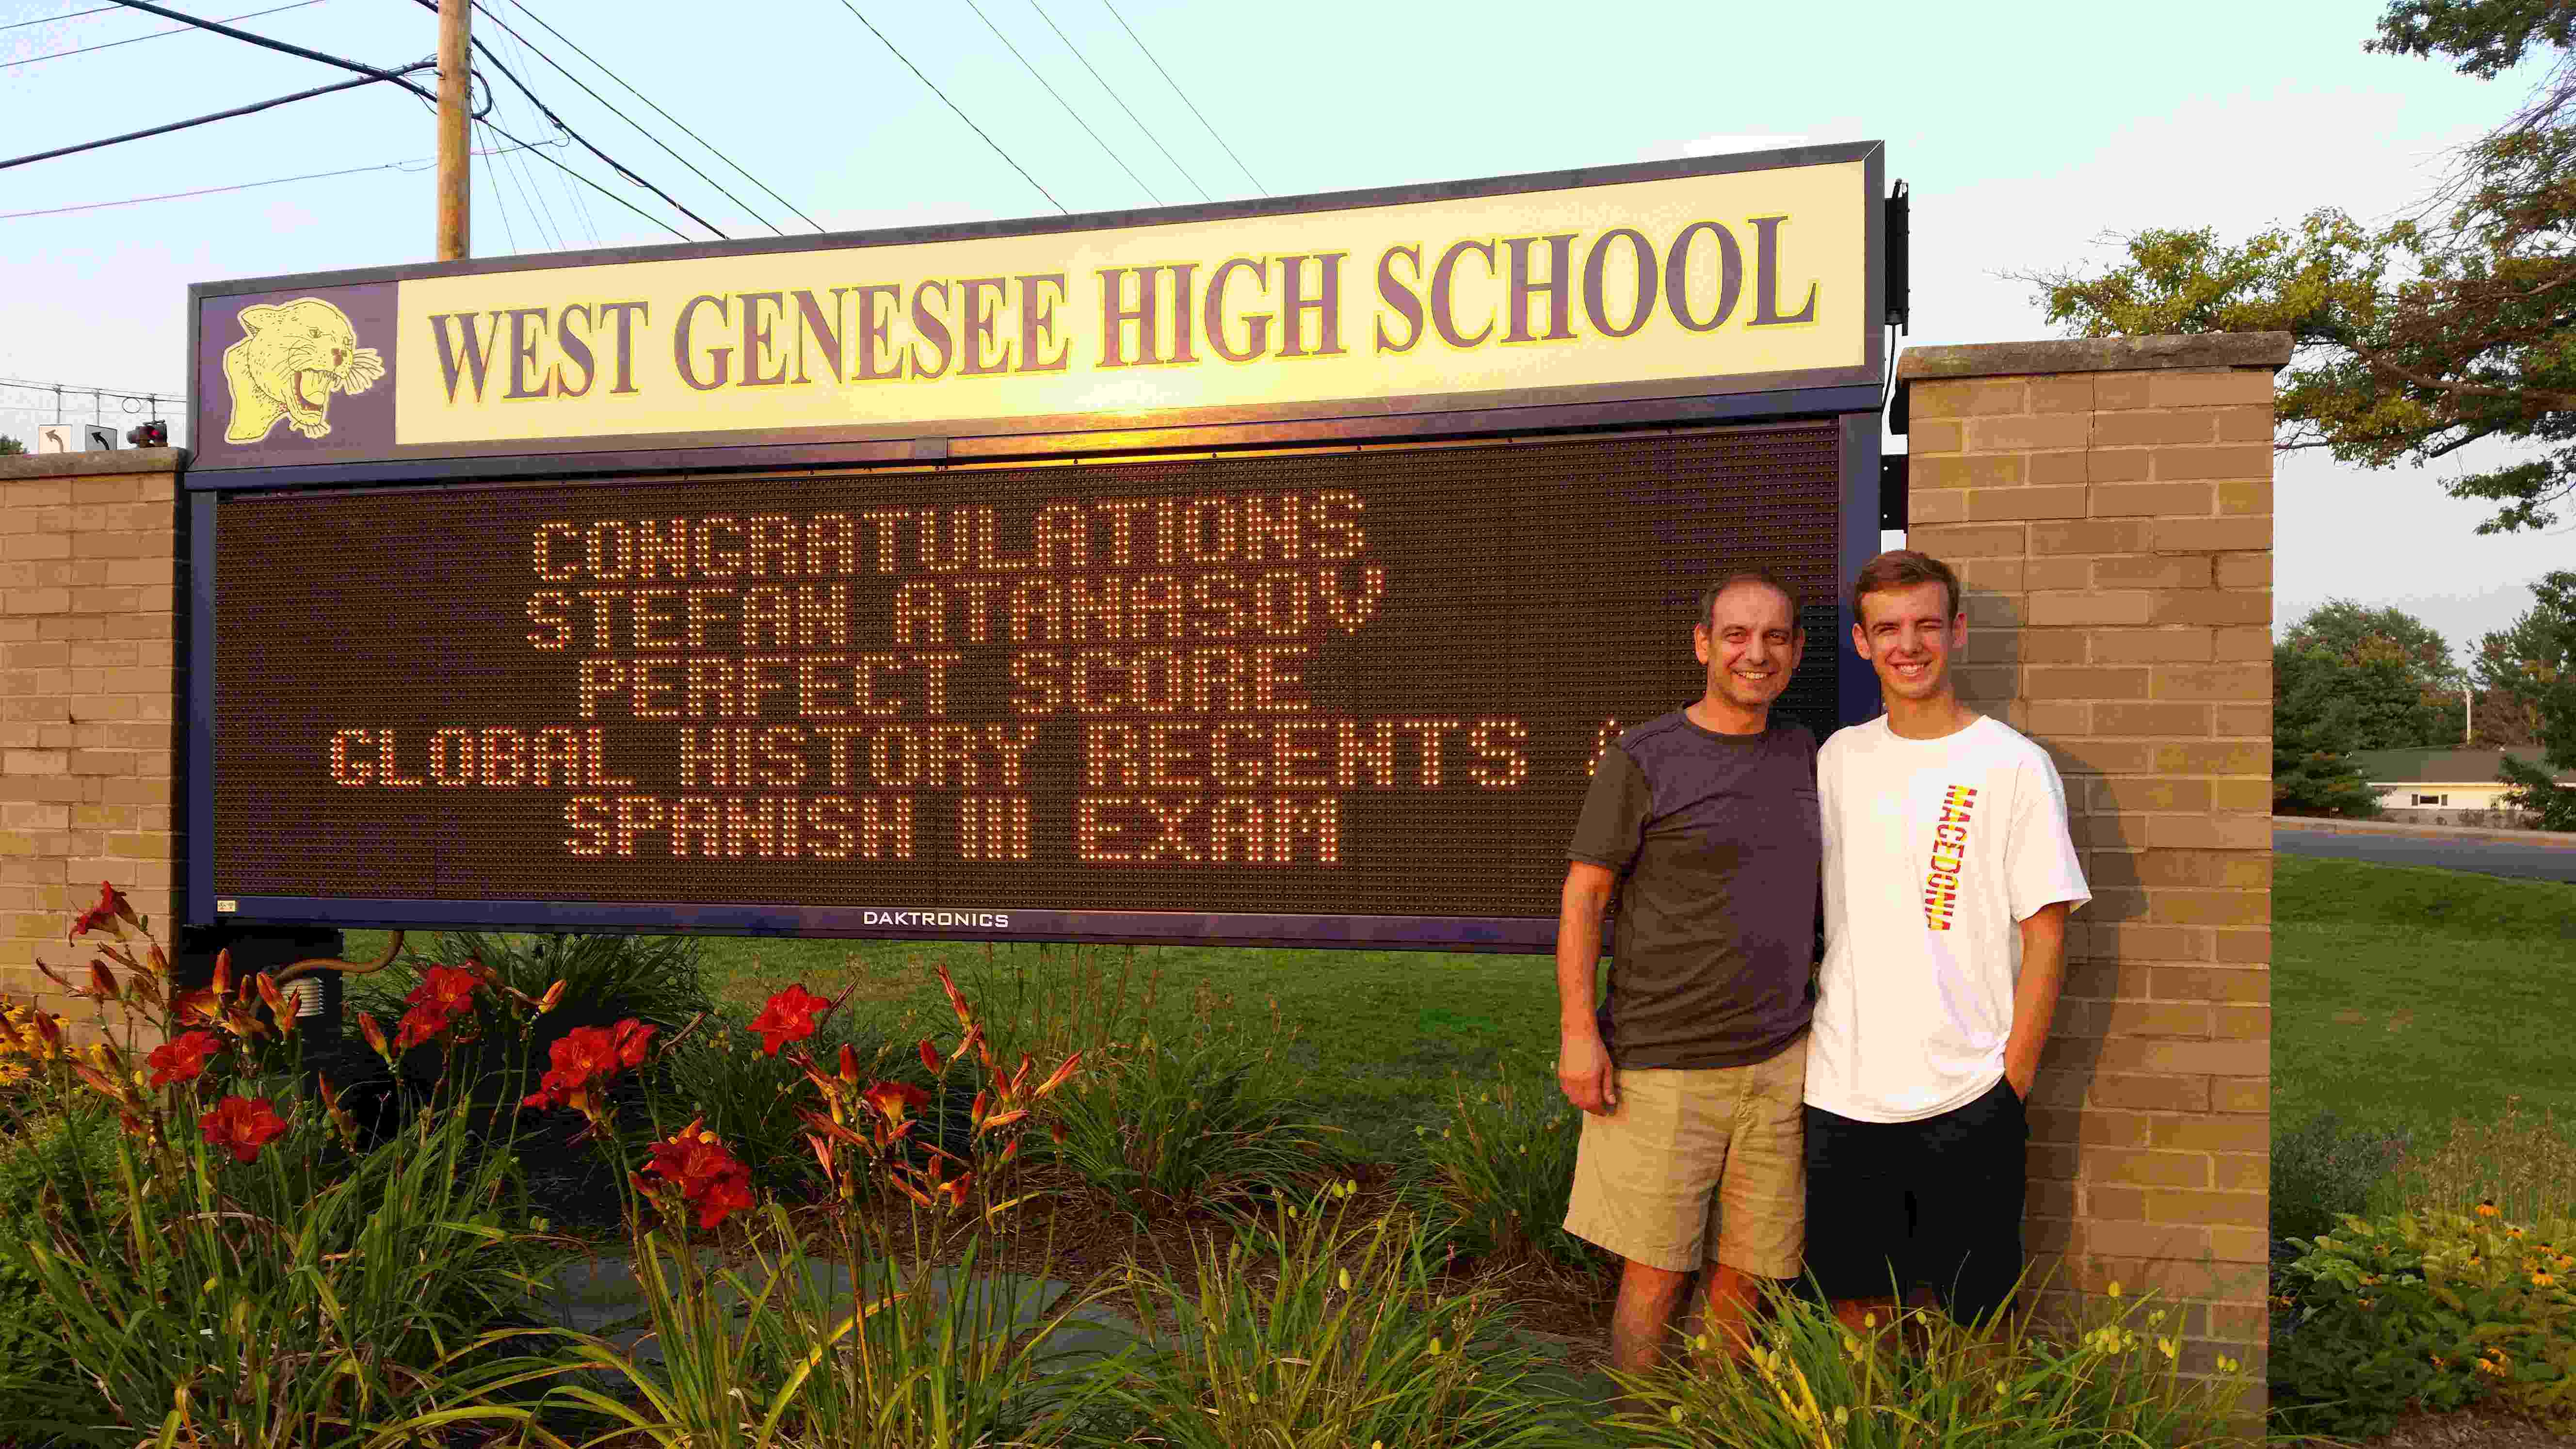 WEST GENESEE HIGH SCHOOL
CONGRATULATIONS
STEFAN ATANASOV
PERFECT SCORE
GLOBAL HISTORY REGENTS
SPANISH III EXAM
DAKTRONICS
MACEDONIA